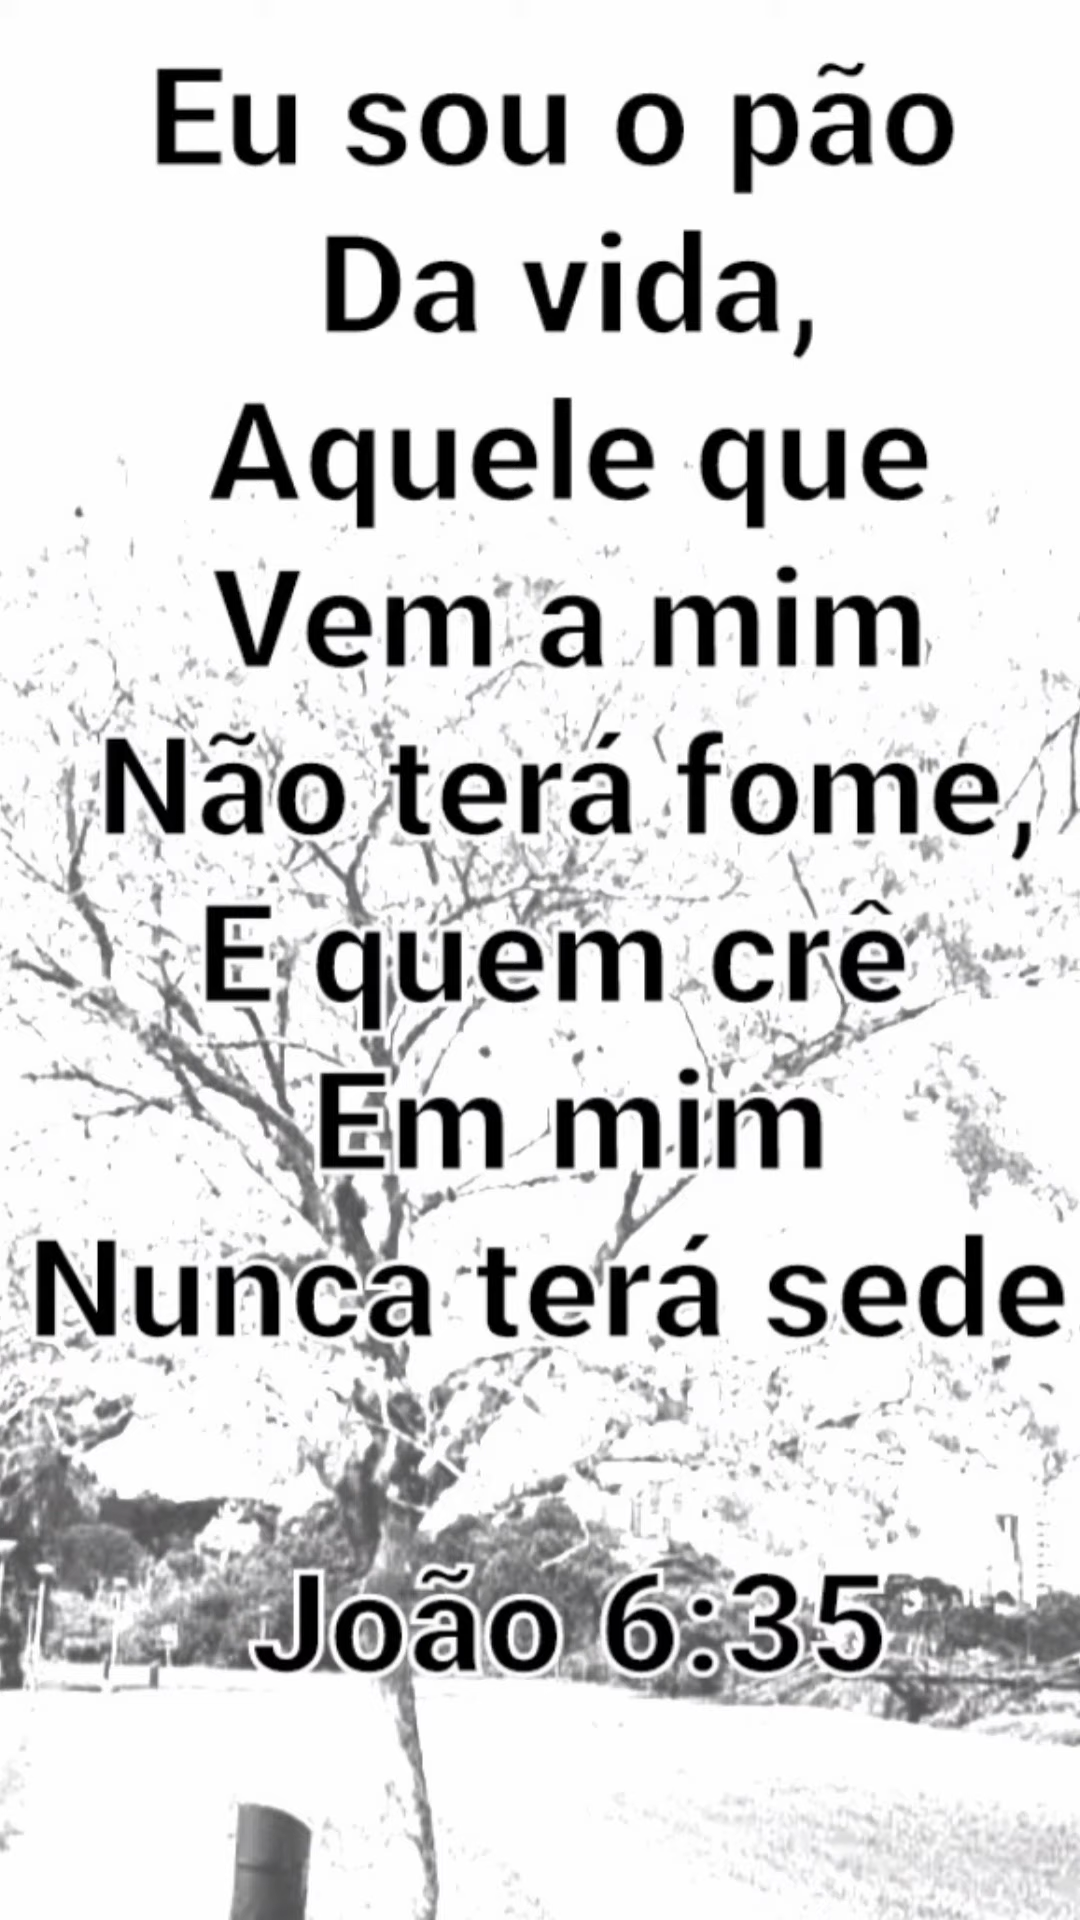 Eu sou o pão
Da vida,
Aquele que
Vem a mim
Não terá fome,
E quem crê
Em mim
Nunca terá sede
João 6:35